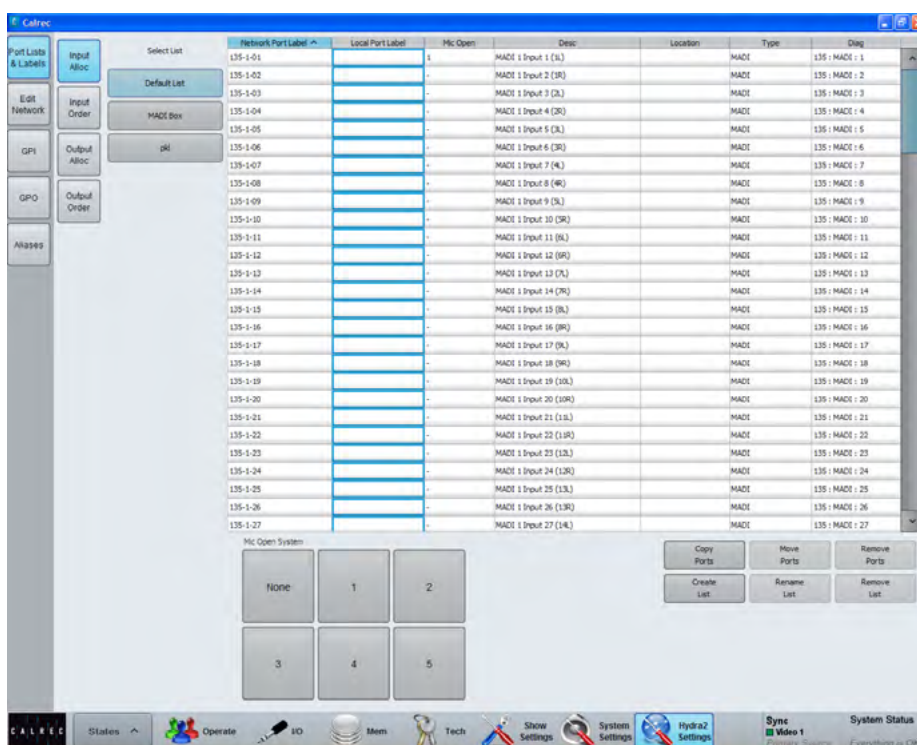 Calrec
Port Lists & Labels
Edit Network
GPI
GPO
Aliases
Input Alloc
Input Order
Output Alloc
Output Order
Select List
Default List
MADI Box
pkl
Network Port Label Local Port Label Mic Open Desc Location Type Diag
135-1-01 1 MADI 1 Input 1 (1L) MADI 135 : MADI : 1
135-1-02 - MADI 1 Input 2 (1R) MADI 135 : MADI : 2
135-1-03 - MADI 1 Input 3 (2L) MADI 135 : MADI : 3
135-1-04 - MADI 1 Input 4 (2R) MADI 135 : MADI : 4
135-1-05 - MADI 1 Input 5 (3L) MADI 135 : MADI : 5
135-1-06 - MADI 1 Input 6 (3R) MADI 135 : MADI : 6
135-1-07 - MADI 1 Input 7 (4L) MADI 135 : MADI : 7
135-1-08 - MADI 1 Input 8 (4R) MADI 135 : MADI : 8
135-1-09 - MADI 1 Input 9 (5L) MADI 135 : MADI : 9
135-1-10 - MADI 1 Input 10 (5R) MADI 135 : MADI : 10
135-1-11 - MADI 1 Input 11 (6L) MADI 135 : MADI : 11
135-1-12 - MADI 1 Input 12 (6R) MADI 135 : MADI : 12
135-1-13 - MADI 1 Input 13 (7L) MADI 135 : MADI : 13
135-1-14 - MADI 1 Input 14 (7R) MADI 135 : MADI : 14
135-1-15 - MADI 1 Input 15 (8L) MADI 135 : MADI : 15
135-1-16 - MADI 1 Input 16 (8R) MADI 135 : MADI : 16
135-1-17 - MADI 1 Input 17 (9L) MADI 135 : MADI : 17
135-1-18 - MADI 1 Input 18 (9R) MADI 135 : MADI : 18
135-1-19 - MADI 1 Input 19 (10L) MADI 135 : MADI : 19
135-1-20 - MADI 1 Input 20 (10R) MADI 135 : MADI : 20
135-1-21 - MADI 1 Input 21 (11L) MADI 135 : MADI : 21
135-1-22 - MADI 1 Input 22 (11R) MADI 135 : MADI : 22
135-1-23 - MADI 1 Input 23 (12L) MADI 135 : MADI : 23
135-1-24 - MADI 1 Input 24 (12R) MADI 135 : MADI : 24
135-1-25 - MADI 1 Input 25 (13L) MADI 135 : MADI : 25
135-1-26 - MADI 1 Input 26 (13R) MADI 135 : MADI : 26
135-1-27 - MADI 1 Input 27 (14L) MADI 135 : MADI : 27
Mic Open System
None 1 2
3 4 5
Copy Ports Move Ports Remove Ports
Create List Rename List Remove List
CALREC States Operate I/O Mem Tech Show Settings System Settings Hydra2 Settings
Sync System Status
Video 1